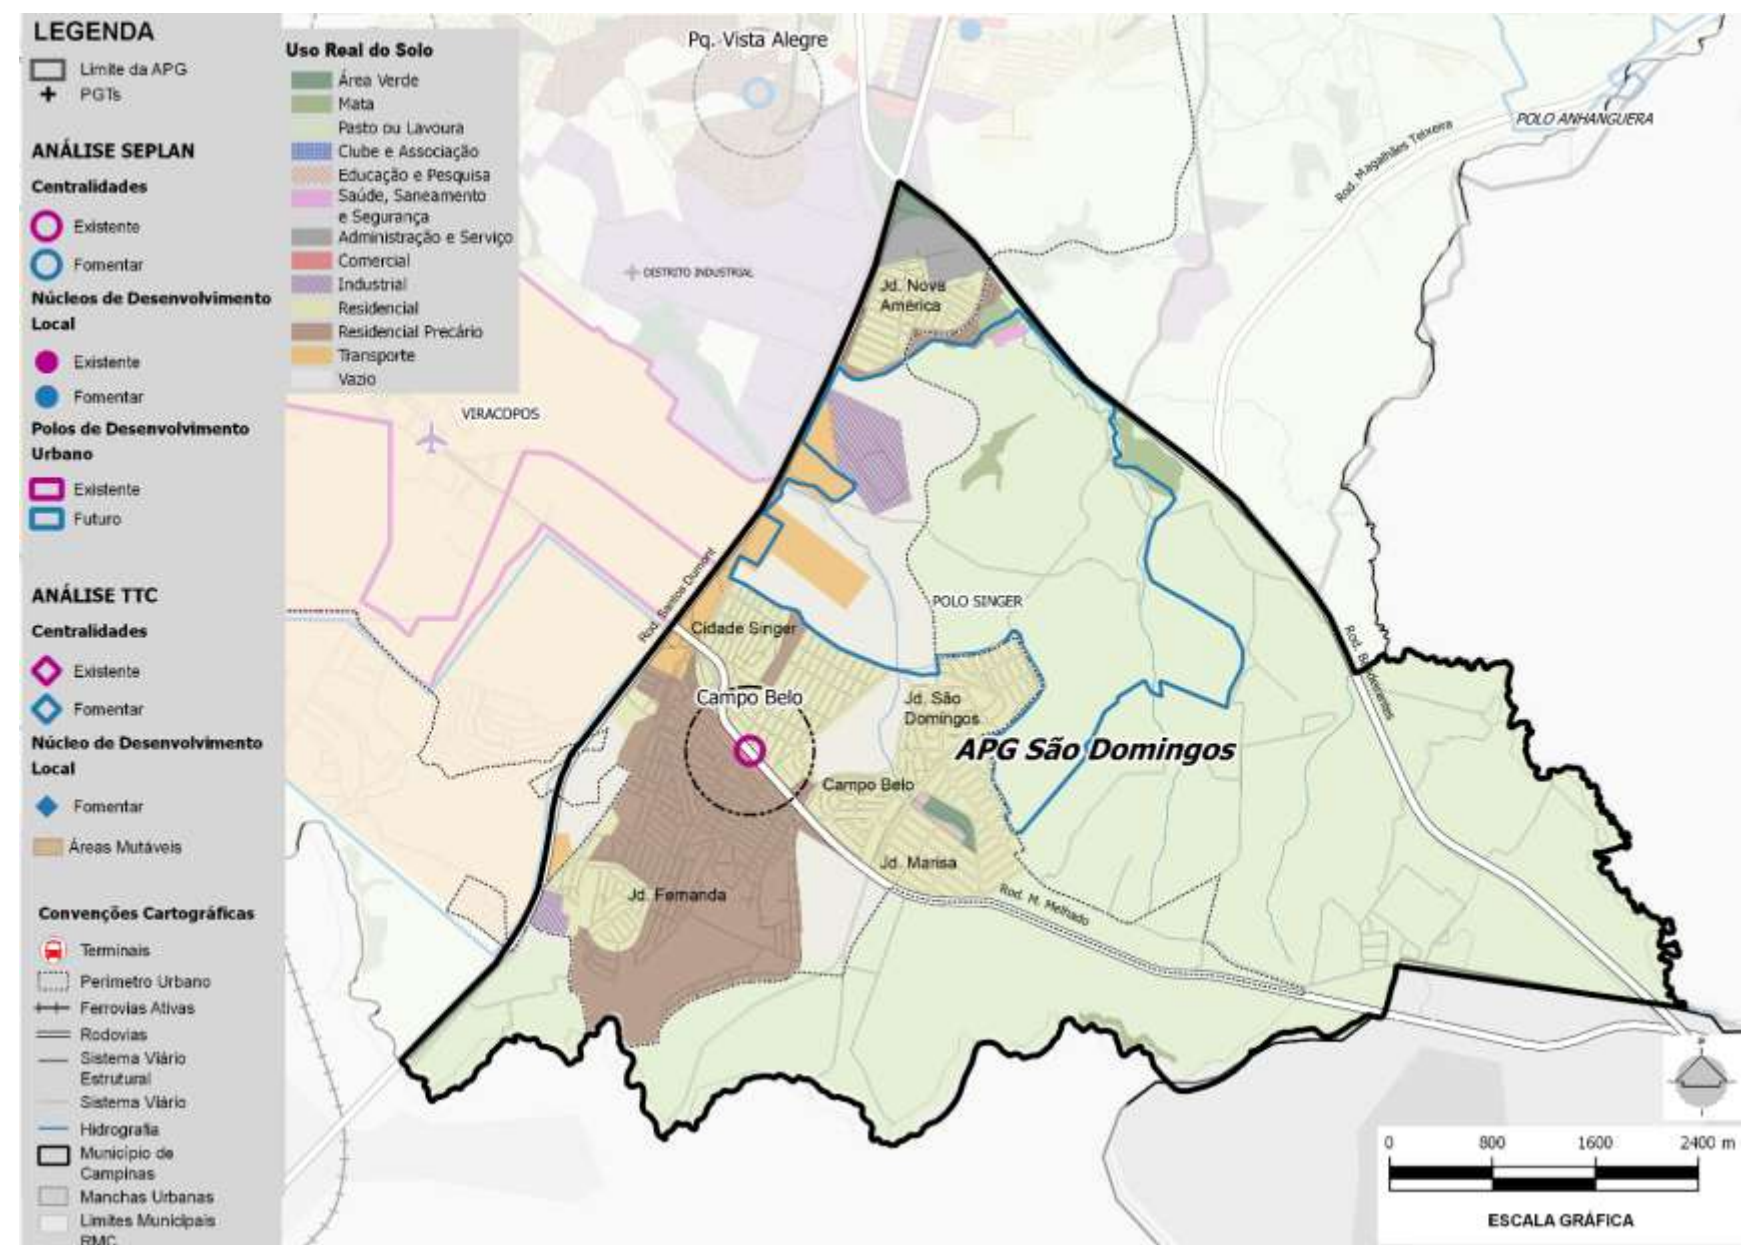 LEGENDA
Limite da APG
PGTs
ANÁLISE SEPLAN
Centralidades
Existente
Fomentar
Núcleos de Desenvolvimento
Local
Existente
Fomentar
Polos de Desenvolvimento
Urbano
Existente
Futuro
ANÁLISE TTC
Centralidades
Existente
Fomentar
Núcleo de Desenvolvimento
Local
Fomentar
Áreas Mutáveis
Convenções Cartográficas
Terminais
Perímetro Urbano
Ferrovias Ativas
Rodovias
Sistema Viário
Estrutural
Sistema Viário
Hidrografia
Município de
Campinas
Manchas Urbanas
Limites Municipais
RMC
Uso Real do Solo
Área Verde
Mata
Pasto ou Lavoura
Clube e Associação
Educação e Pesquisa
Saúde, Saneamento
e Segurança
Administração e Serviço
Comercial
Industrial
Residencial
Residencial Precário
Transporte
Vazio
Pq. Vista Alegre
POLO ANHANGUERA
Rod. Magalhães Teixeira
DISTRITO INDUSTRIAL
Jd. Nova
América
VIRACOPOS
Rod. Santos Dumont
POLO SINGER
Cidade Singer
Rod. Bandeirantes
Campo Belo
Jd. São
Domingos
APG São Domingos
Campo Belo
Jd. Marisa
Jd. Fernanda
Rod. M. Melhado
0 800 1600 2400 m
ESCALA GRÁFICA